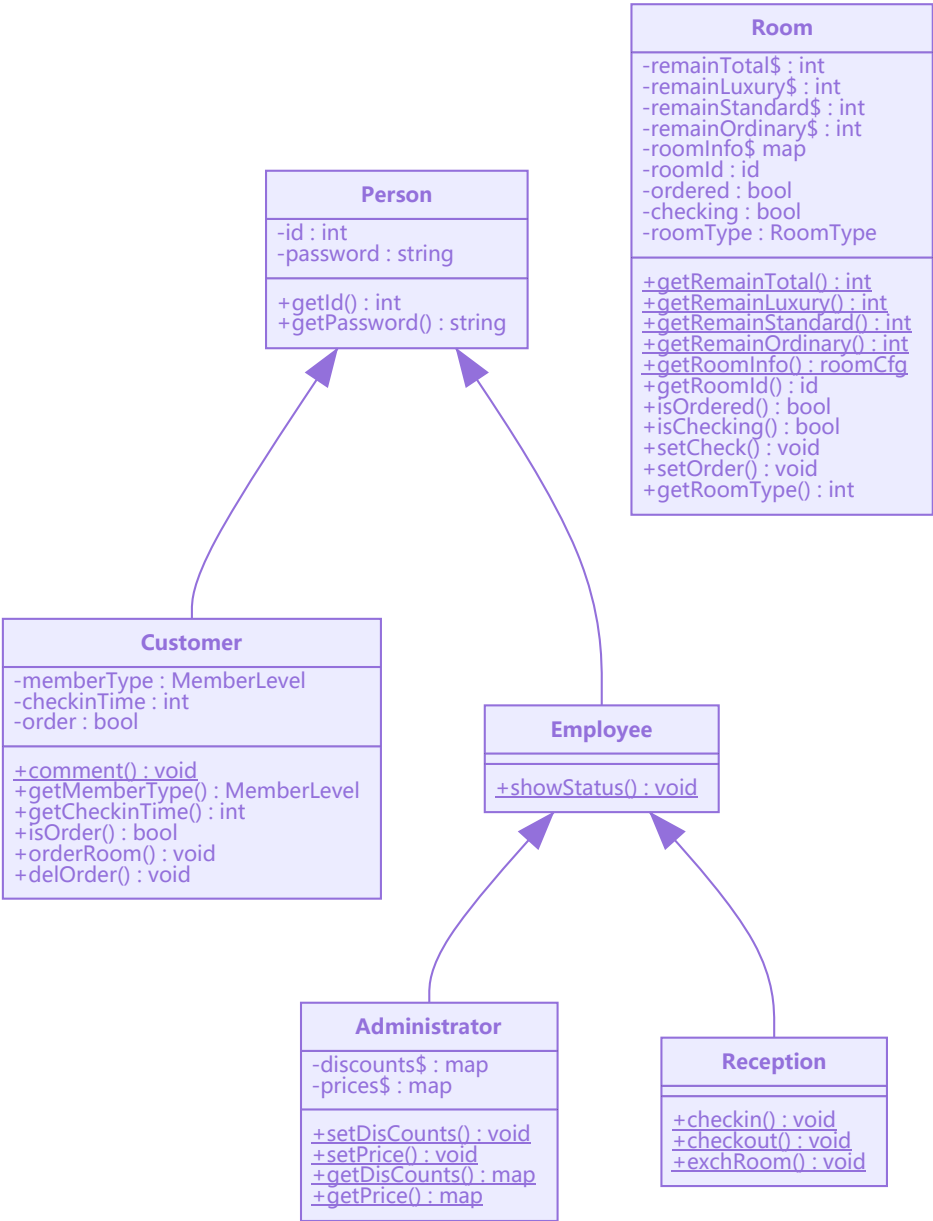 Room
-remainTotal$ : int
-remainLuxury$ : int
-remainStandard$ : int
-remainOrdinary$ : int
-roomInfo$ map
-roomId : id
-ordered : bool
-checking : bool
-roomType : RoomType
+getRemainTotal() : int
+getRemainLuxury() : int
+getRemainStandard() : int
+getRemainOrdinary() : int
+getRoomInfo() : roomCfg
+getRoomId() : id
+isOrdered() : bool
+isChecking() : bool
+setCheck() : void
+setOrder() : void
+getRoomType() : int
Person
-id : int
-password : string
+getId() : int
+getPassword() : string
Customer
-memberType : MemberLevel
-checkinTime : int
-order : bool
+comment() : void
+getMemberType() : MemberLevel
+getCheckinTime() : int
+isOrder() : bool
+orderRoom() : void
+delOrder() : void
Employee
+showStatus() : void
Administrator
-discounts$ : map
-prices$ : map
+setDisCounts() : void
+setPrice() : void
+getDisCounts() : map
+getPrice() : map
Reception
+checkin() : void
+checkout() : void
+exchRoom() : void